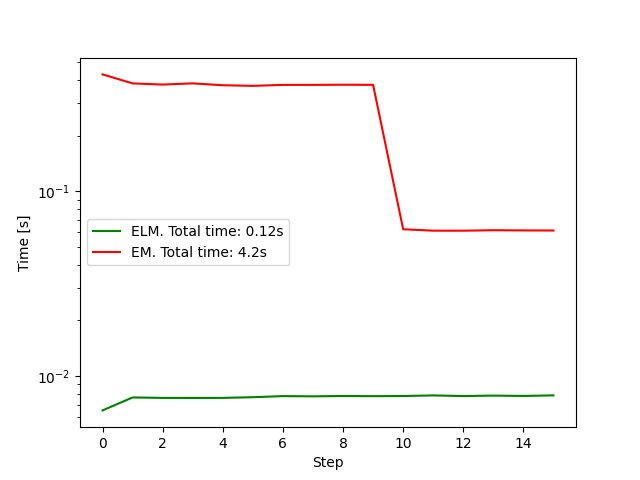 10⁻¹
10⁻²
Time [s]
ELM. Total time: 0.12s
EM. Total time: 4.2s
0 2 4 6 8 10 12 14
Step